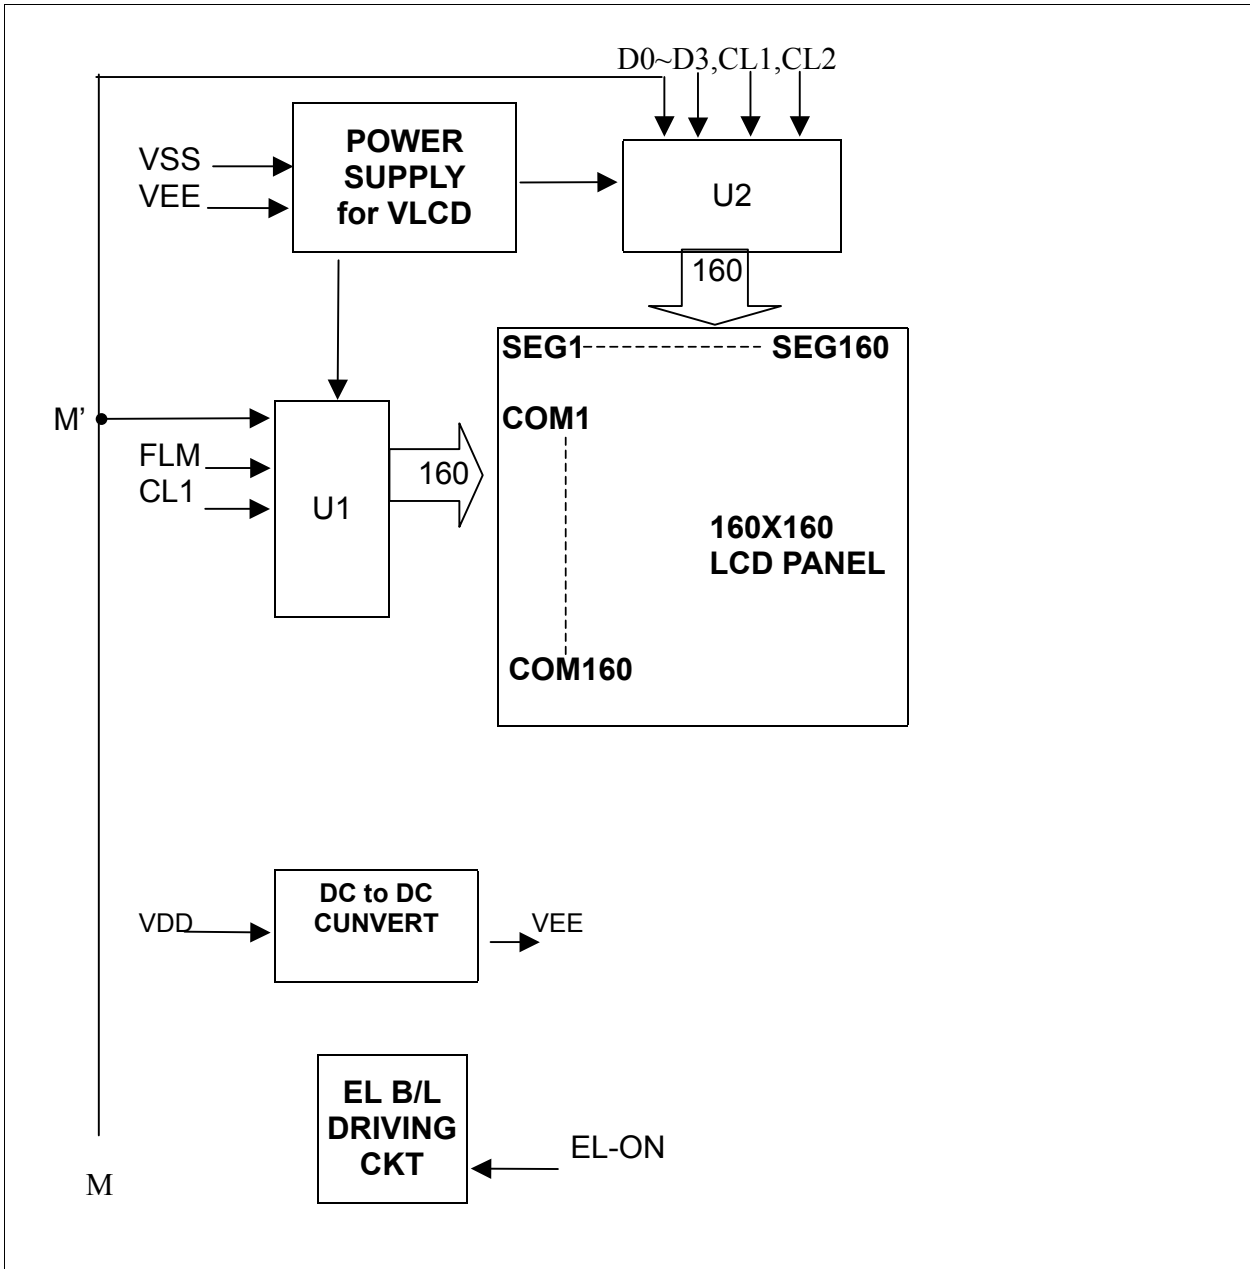 D0~D3,CL1,CL2
POWER
SUPPLY
for VLCD
VSS
VEE
U2
160
SEG1
SEG160
M’
COM1
FLM
CL1
U1
160
160X160
LCD PANEL
COM160
DC to DC
CUNVERT
VDD
VEE
EL B/L
DRIVING
CKT
EL-ON
M